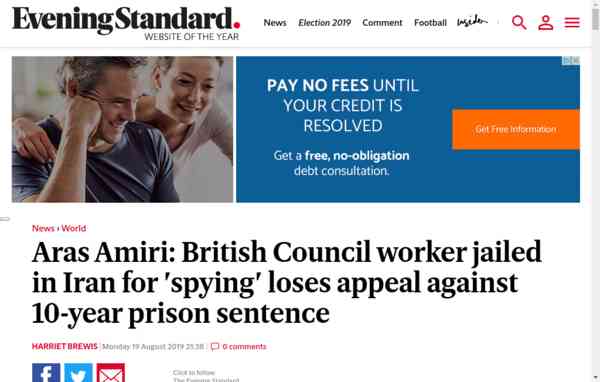 Evening Standard.
WEBSITE OF THE YEAR
News Election 2019 Comment Football Insider
PAY NO FEES UNTIL
YOUR CREDIT IS
RESOLVED
Get a free, no-obligation
debt consultation.
Get Free Information
News › World
Aras Amiri: British Council worker jailed
in Iran for 'spying' loses appeal against
10-year prison sentence
HARRIET BREWIS | Monday 19 August 2019 21:38 | 0 comments
Click to follow
The Evening Standard